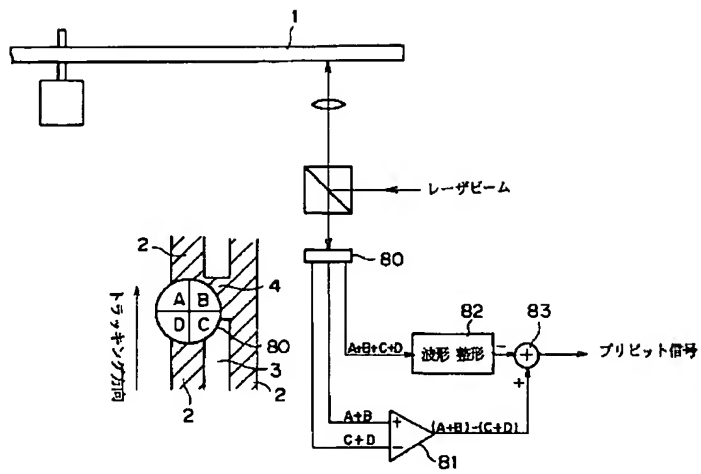 1
レーザビーム
80
2
4
A B
D C
80
3
2
2
トラッキング方向
A+B+C+D
82
波形 整形
83
−
+
+
プリピット信号
A+B
C+D
+
−
(A+B)−(C+D)
81